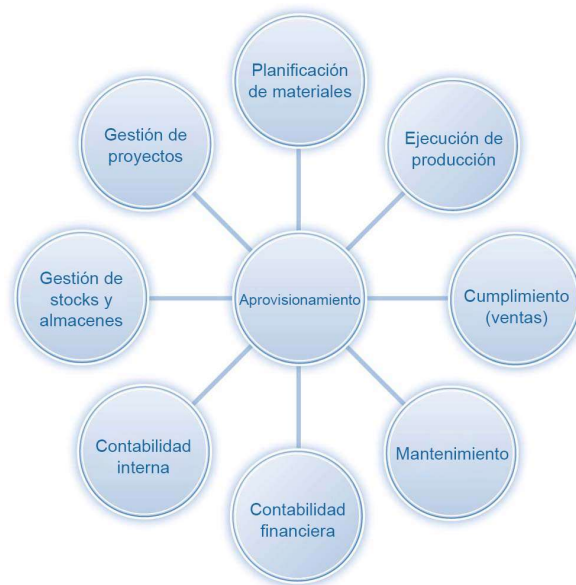 Planificación
de materiales
Gestión de
proyectos
Ejecución de
producción
Gestión de
stocks y
almacenes
Aprovisionamiento
Cumplimiento
(ventas)
Contabilidad
interna
Mantenimiento
Contabilidad
financiera